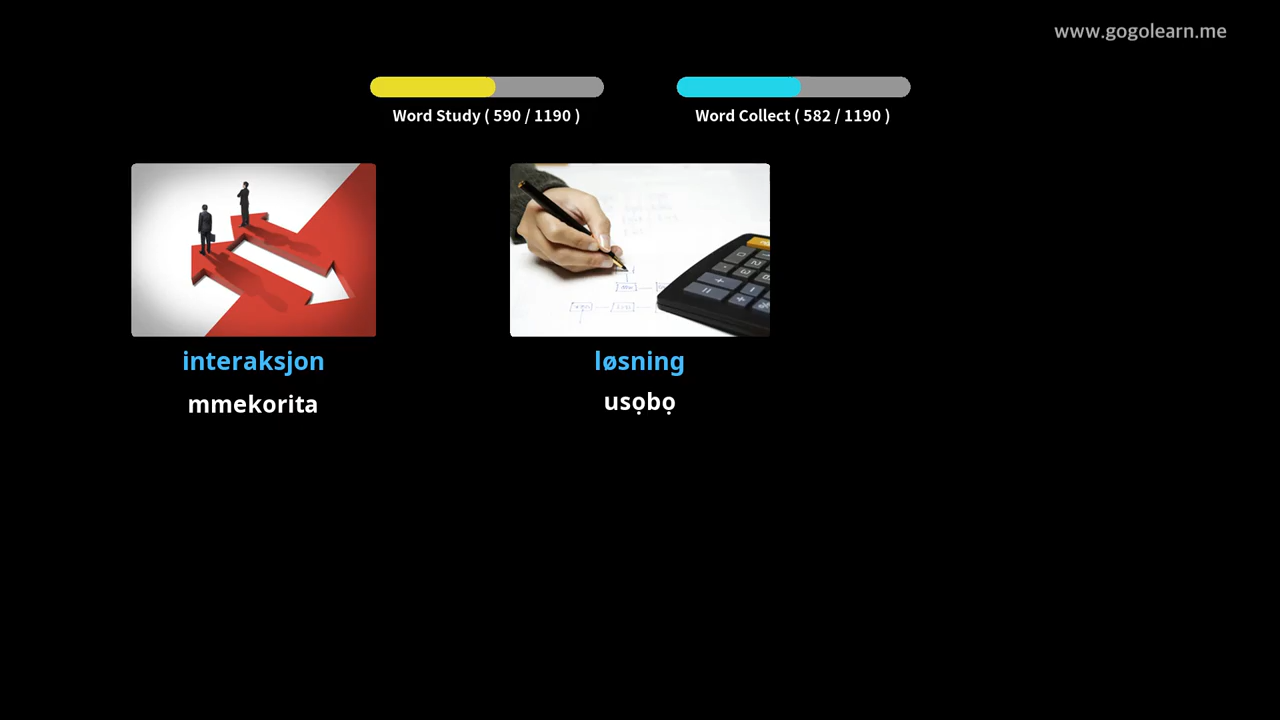 www.gogolearn.me
Word Study ( 590 / 1190 )
Word Collect ( 582 / 1190 )
interaksjon
løsning
mmekorita
usọbọ